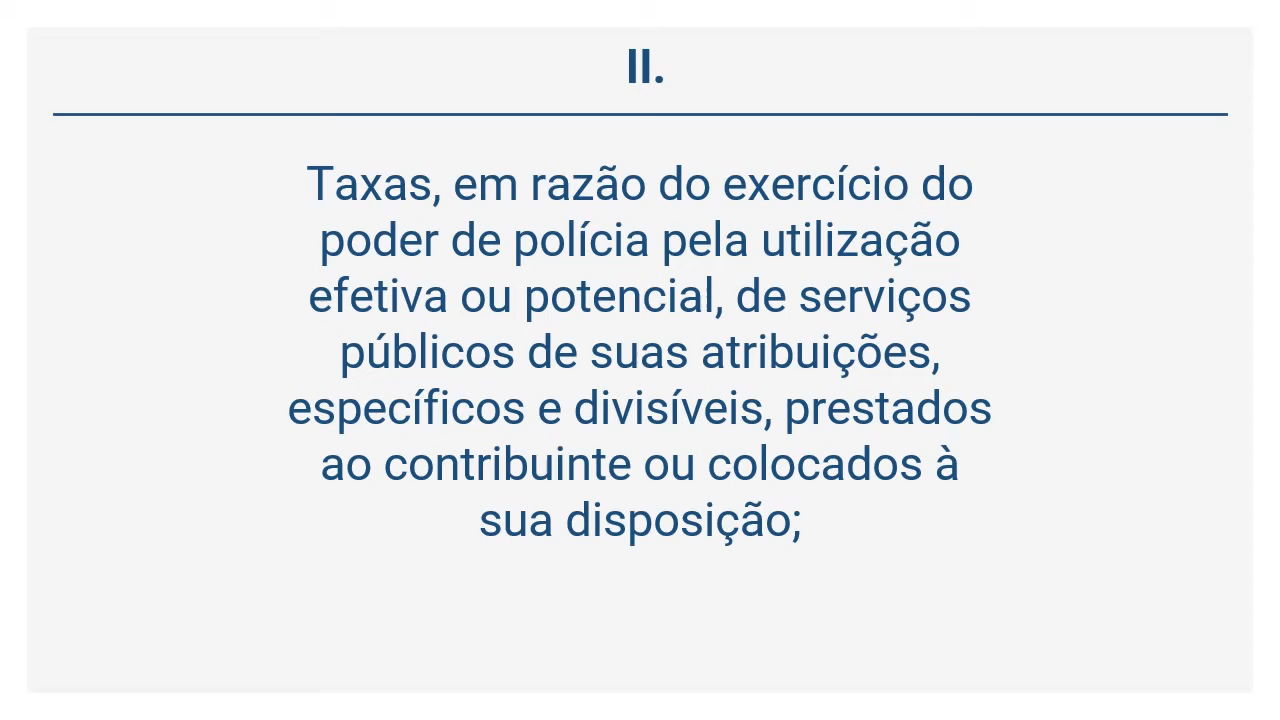 II.
Taxas, em razão do exercício do
poder de polícia pela utilização
efetiva ou potencial, de serviços
públicos de suas atribuições,
específicos e divisíveis, prestados
ao contribuinte ou colocados à
sua disposição;